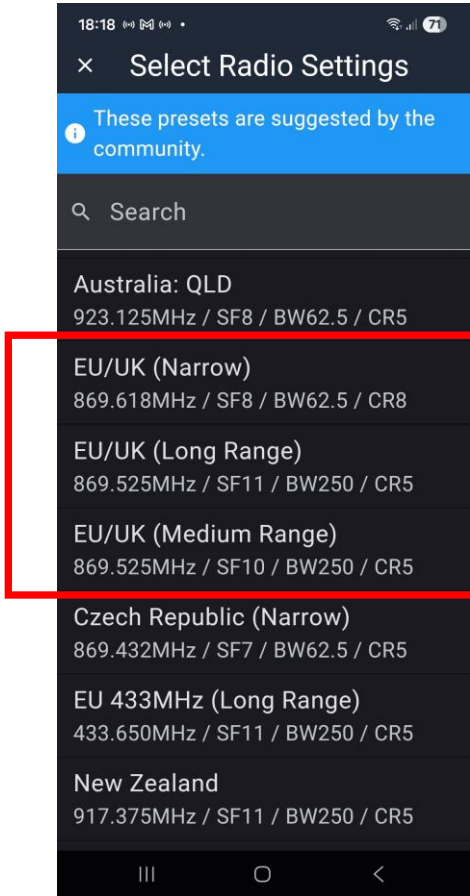 18:18
71
× Select Radio Settings
These presets are suggested by the
community.
Search
Australia: QLD
923.125MHz / SF8 / BW62.5 / CR5
EU/UK (Narrow)
869.618MHz / SF8 / BW62.5 / CR8
EU/UK (Long Range)
869.525MHz / SF11 / BW250 / CR5
EU/UK (Medium Range)
869.525MHz / SF10 / BW250 / CR5
Czech Republic (Narrow)
869.432MHz / SF7 / BW62.5 / CR5
EU 433MHz (Long Range)
433.650MHz / SF11 / BW250 / CR5
New Zealand
917.375MHz / SF11 / BW250 / CR5